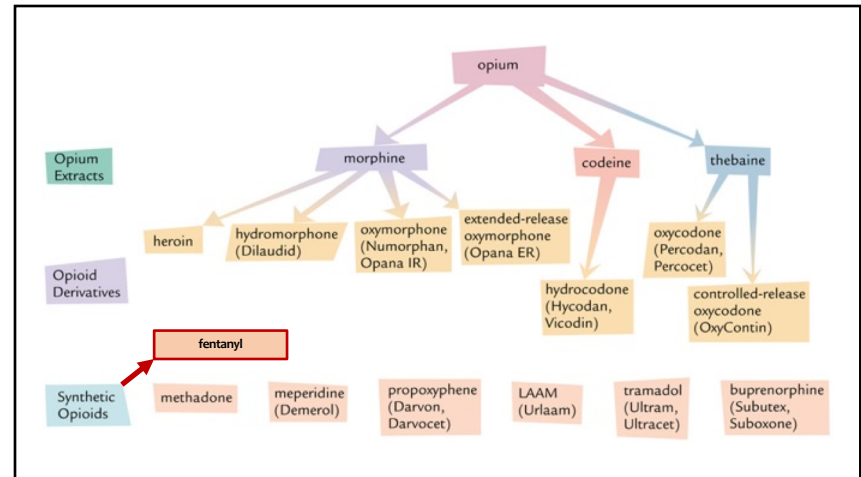 opium
Opium
Extracts
morphine
codeine
thebaine
heroin
hydromorphone
(Dilaudid)
oxymorphone
(Numorphan,
Opana IR)
extended-release
oxymorphone
(Opana ER)
oxycodone
(Percodan,
Percocet)
Opioid
Derivatives
hydrocodone
(Hycodan,
Vicodin)
controlled-release
oxycodone
(OxyContin)
fentanyl
Synthetic
Opioids
methadone
meperidine
(Demerol)
propoxyphene
(Darvon,
Darvocet)
LAAM
(Urlaam)
tramadol
(Ultram,
Ultracet)
buprenorphine
(Subutex,
Suboxone)